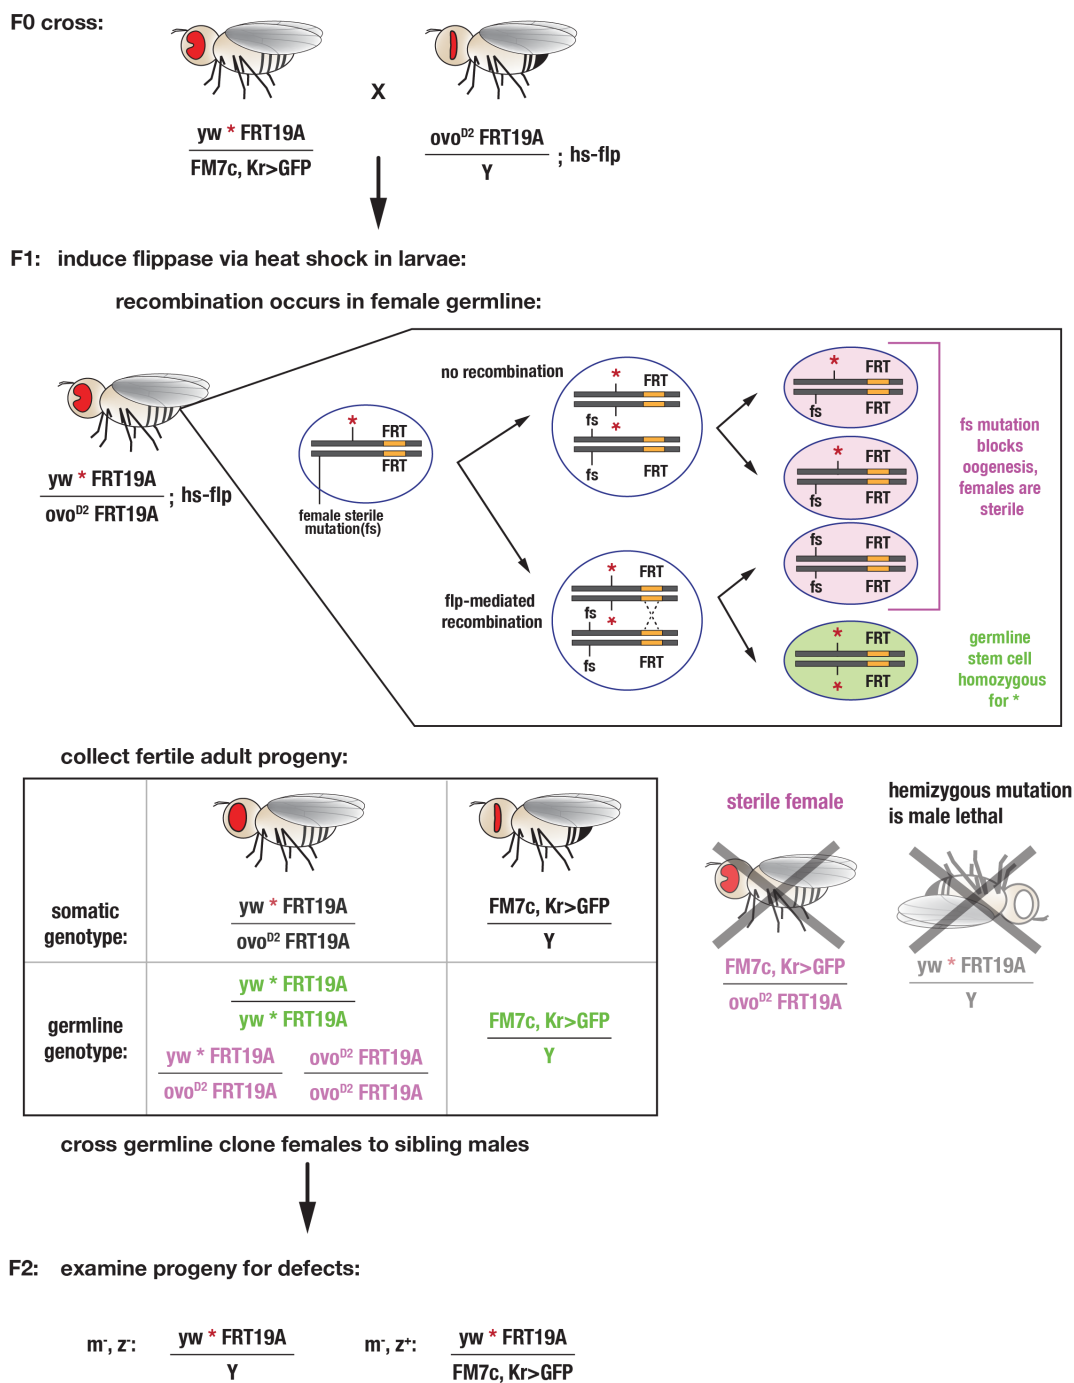 F0 cross:
X
yw * FRT19A
FM7c, Kr>GFP
ovoD2 FRT19A
Y
; hs-flp
F1: induce flippase via heat shock in larvae:
recombination occurs in female germline:
yw * FRT19A
ovoD2 FRT19A
; hs-flp
*
FRT
FRT
female sterile
mutation(fs)
no recombination
*
FRT
fs
*
fs
FRT
flp-mediated
recombination
*
FRT
fs
*
fs
FRT
*
FRT
fs
FRT
*
FRT
fs
FRT
fs
FRT
fs
FRT
*
FRT
*
FRT
fs mutation
blocks
oogenesis,
females are
sterile
germline
stem cell
homozygous
for *
collect fertile adult progeny:
somatic
genotype:
yw * FRT19A
ovoD2 FRT19A
FM7c, Kr>GFP
Y
germline
genotype:
yw * FRT19A
yw * FRT19A
yw * FRT19A
ovoD2 FRT19A
ovoD2 FRT19A
ovoD2 FRT19A
FM7c, Kr>GFP
Y
sterile female
FM7c, Kr>GFP
ovoD2 FRT19A
hemizygous mutation
is male lethal
yw * FRT19A
Y
cross germline clone females to sibling males
F2: examine progeny for defects:
m-, z-:
yw * FRT19A
Y
m-, z+:
yw * FRT19A
FM7c, Kr>GFP